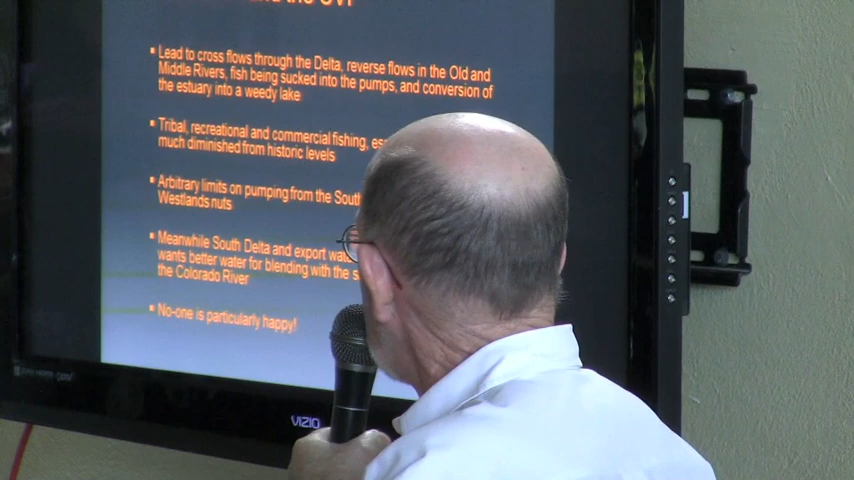 and the CVP
▪ Lead to cross flows through the Delta, reverse flows in the Old and
Middle Rivers, fish being sucked into the pumps, and conversion of
the estuary into a weedy lake
▪ Tribal, recreational and commercial fishing,
much diminished from historic levels
▪ Arbitrary limits on pumping from the South
Westlands nuts
▪ Meanwhile South Delta and export
wants better water for blending with the
the Colorado River
▪ No-one is particularly happy!
VIZIO